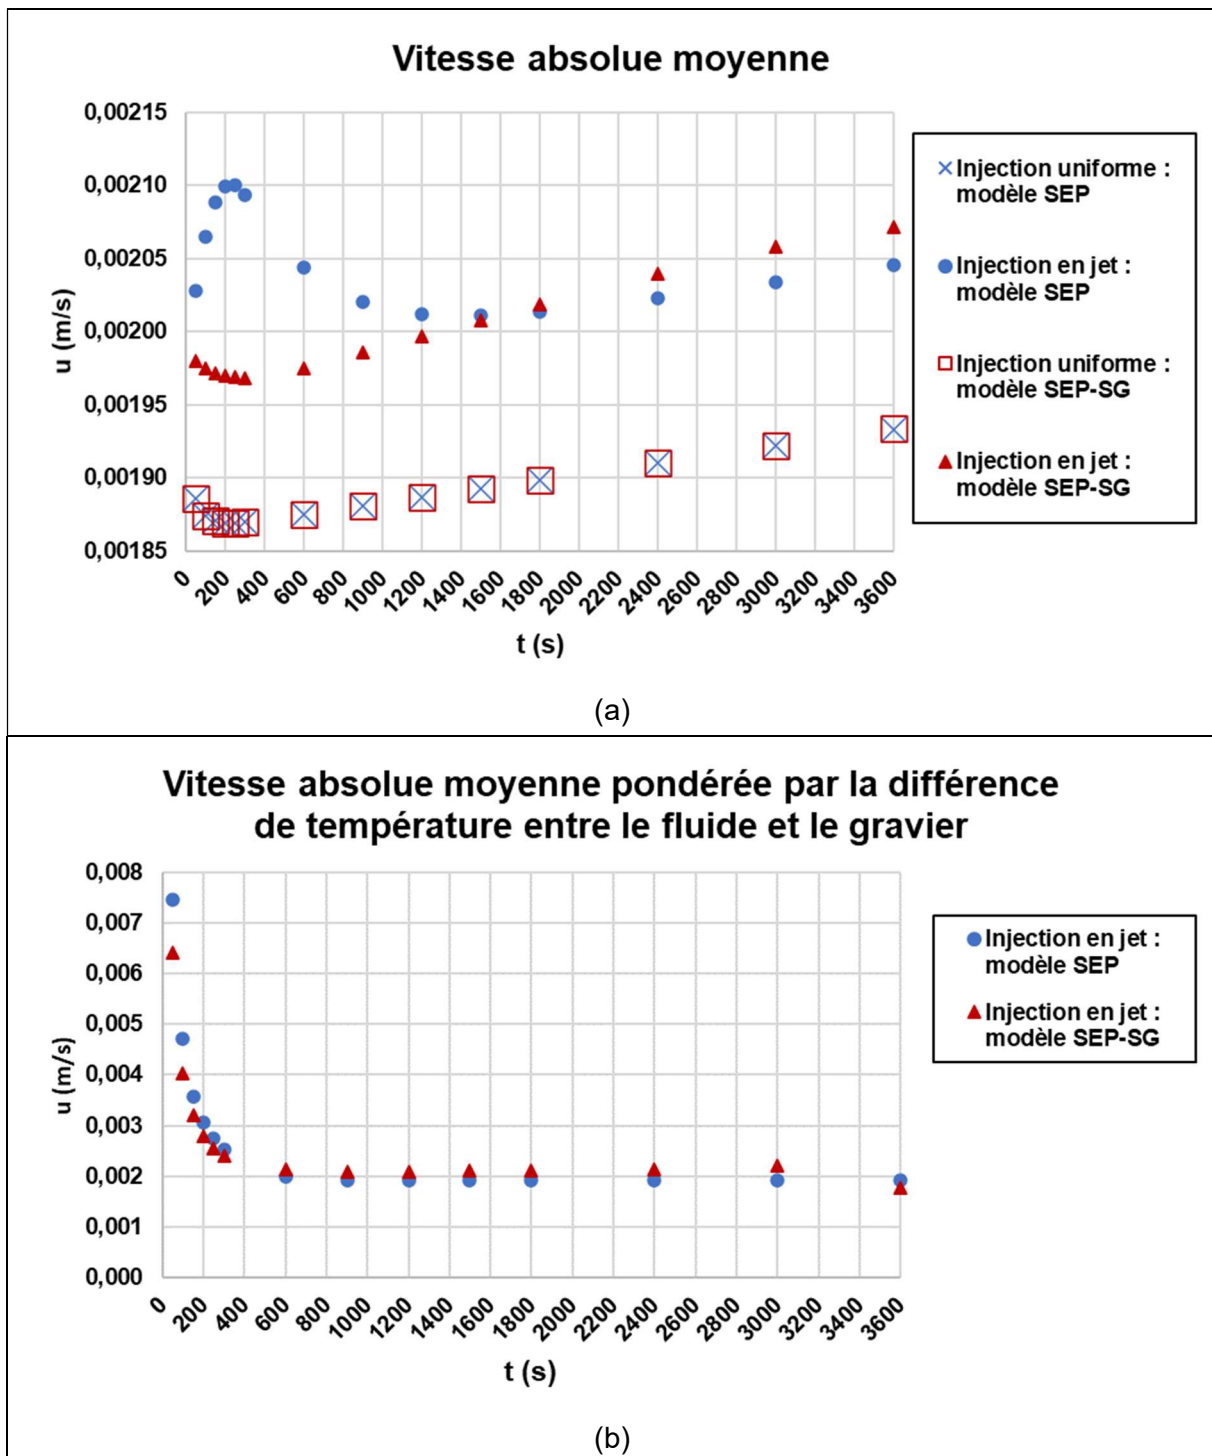 Vitesse absolue moyenne
0,00215
0,00210
0,00205
0,00200
0,00195
0,00190
0,00185
u (m/s)
0
200
400
600
800
1000
1200
1400
1600
1800
2000
2200
2400
2600
2800
3000
3200
3400
3600
t (s)
Injection uniforme :
modèle SEP
Injection en jet :
modèle SEP
Injection uniforme :
modèle SEP-SG
Injection en jet :
modèle SEP-SG
(a)
Vitesse absolue moyenne pondérée par la différence
de température entre le fluide et le gravier
0,008
0,007
0,006
0,005
0,004
0,003
0,002
0,001
0,000
u (m/s)
0
200
400
600
800
1000
1200
1400
1600
1800
2000
2200
2400
2600
2800
3000
3200
3400
3600
t (s)
Injection en jet :
modèle SEP
Injection en jet :
modèle SEP-SG
(b)